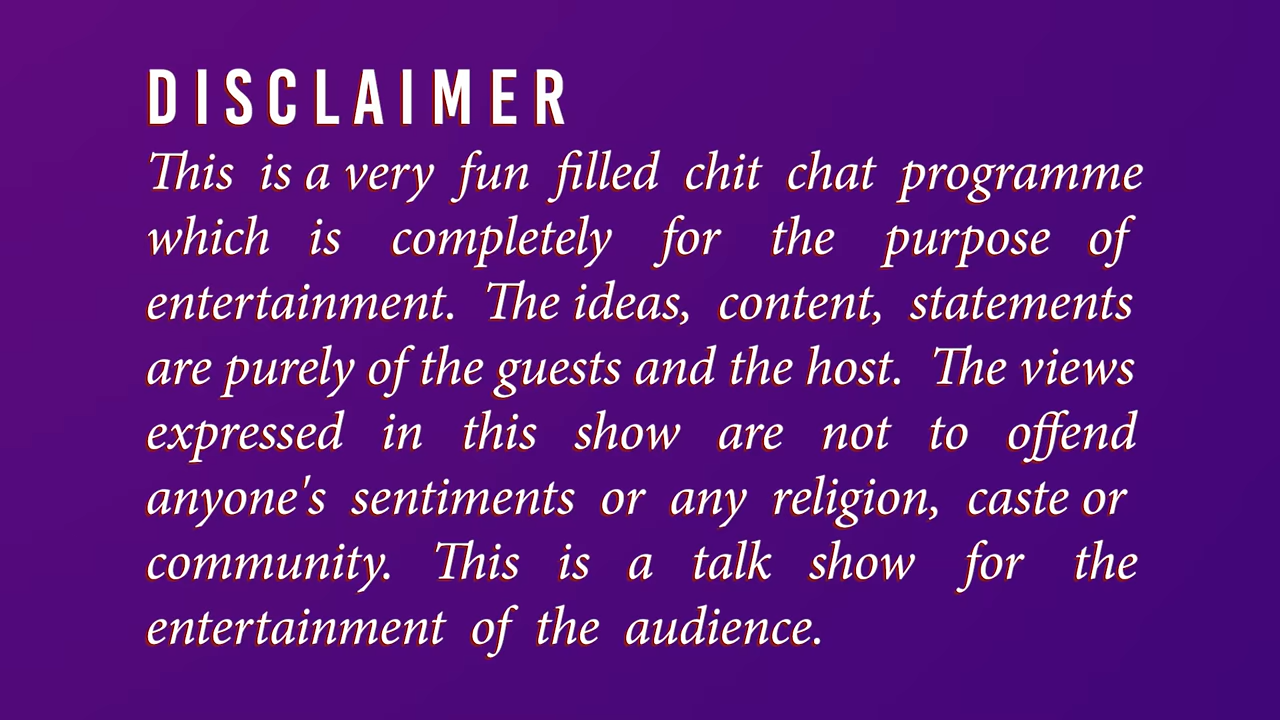 DISCLAIMER
This is a very fun filled chit chat programme
which is completely for the purpose of
entertainment. The ideas, content, statements
are purely of the guests and the host. The views
expressed in this show are not to offend
anyone's sentiments or any religion, caste or
community. This is a talk show for the
entertainment of the audience.